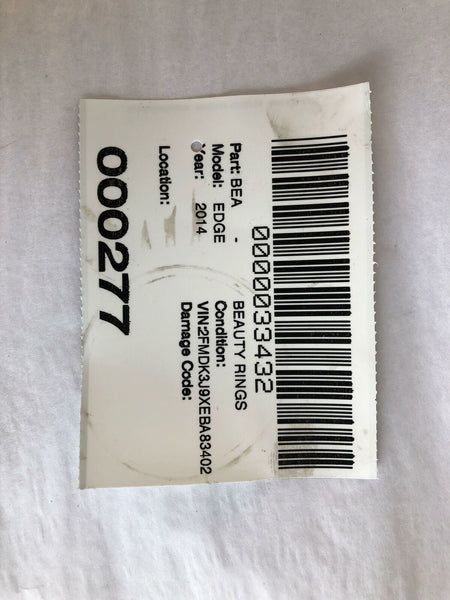 0000033432
Part: BEA - BEAUTY RINGS
Model: EDGE Condition:
Year: 2014 VIN2FMDK3J9XEBA83402
Damage Code:
Location:
000277